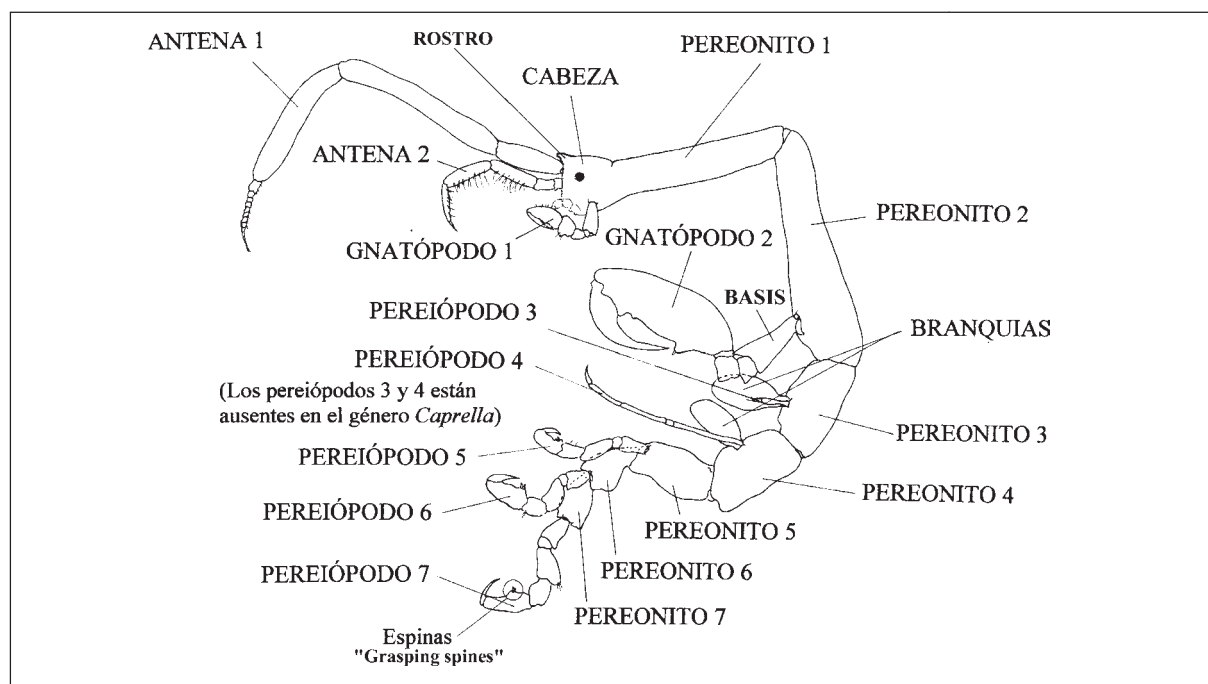 ANTENA 1
ROSTRO
PEREONITO 1
CABEZA
ANTENA 2
PEREONITO 2
GNATÓPODO 1
GNATÓPODO 2
BASIS
PEREIÓPODO 3
BRANQUIAS
PEREIÓPODO 4
(Los pereiópodos 3 y 4 están
ausentes en el género Caprella)
PEREONITO 3
PEREIÓPODO 5
PEREONITO 4
PEREIÓPODO 6
PEREONITO 5
PEREIÓPODO 7
PEREONITO 6
PEREONITO 7
Espinas
"Grasping spines"